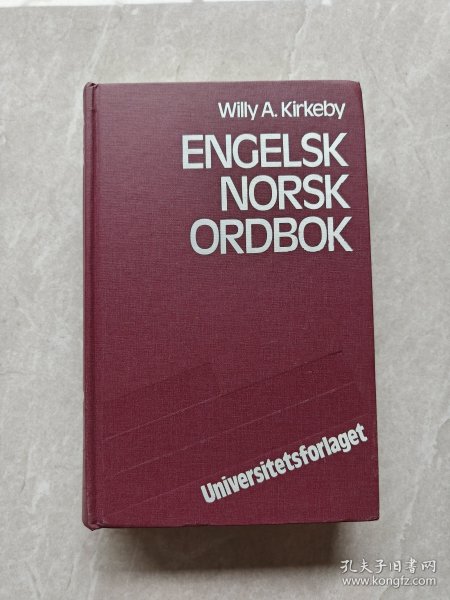 Willy A. Kirkeby
ENGELSK
NORSK
ORDBOK
Universitetsforlaget
孔夫子旧书网
www.kongfz.com